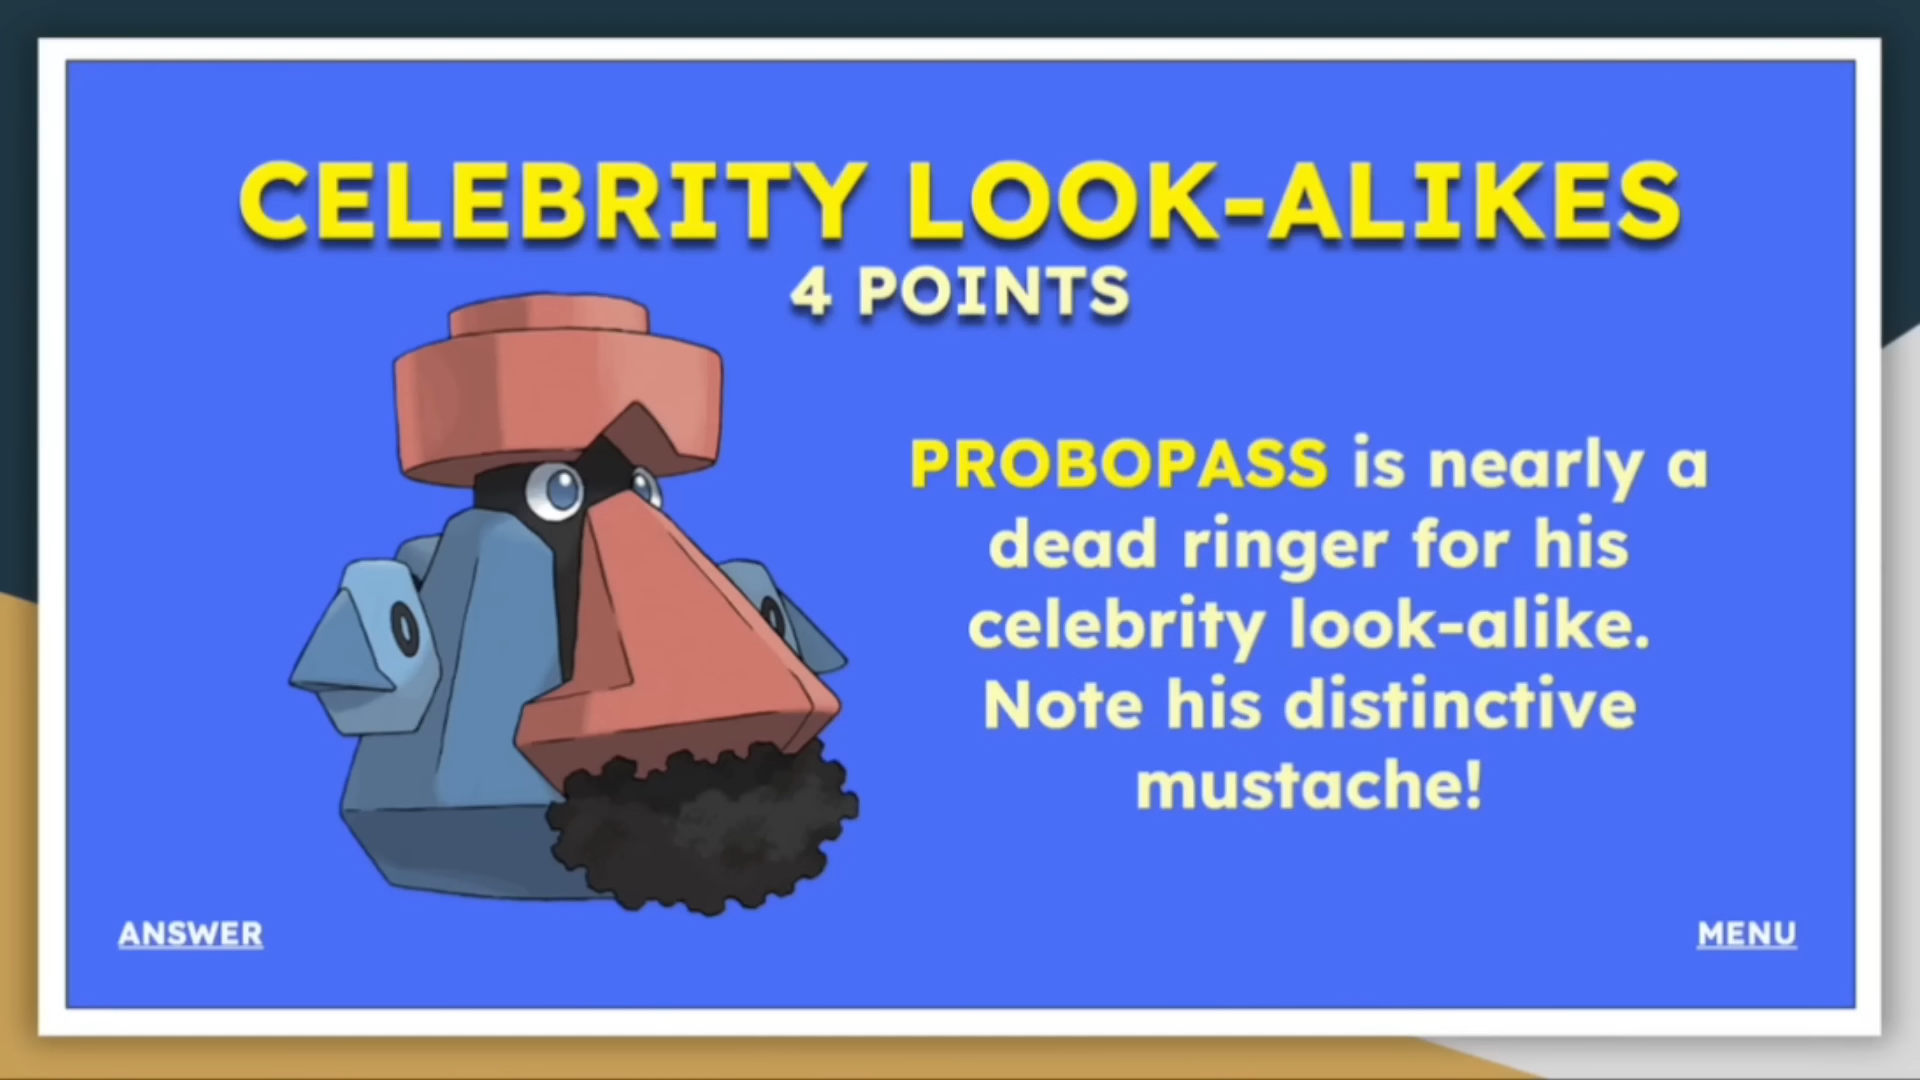 CELEBRITY LOOK-ALIKES
4 POINTS
PROBOPASS is nearly a
dead ringer for his
celebrity look-alike.
Note his distinctive
mustache!
ANSWER
MENU